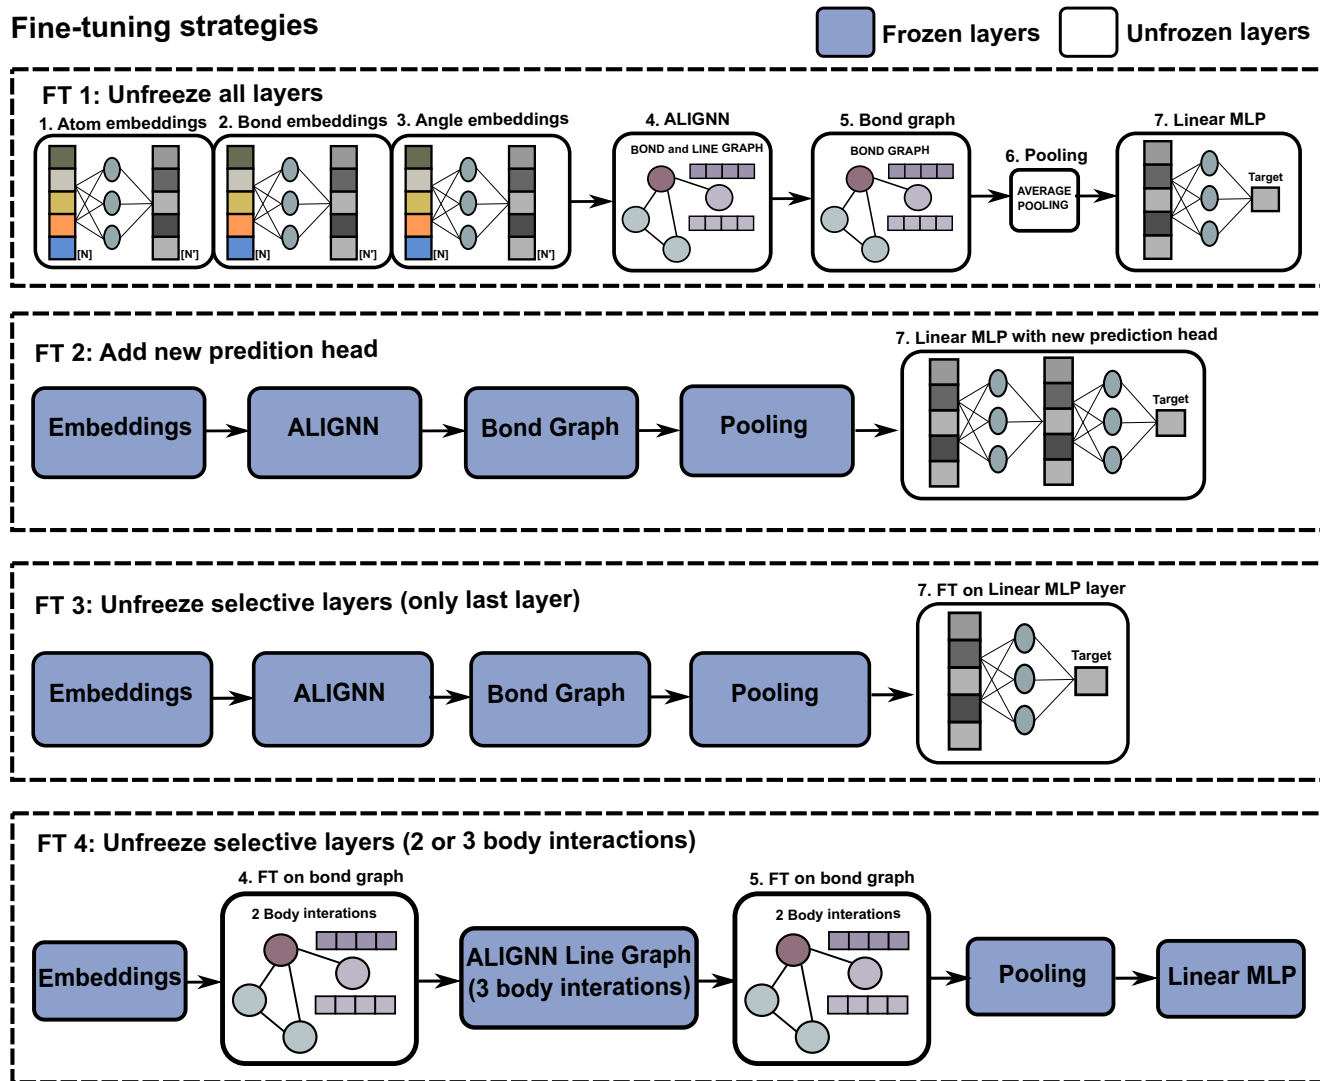 Fine-tuning strategies
Frozen layers
Unfrozen layers
FT 1: Unfreeze all layers
1. Atom embeddings
2. Bond embeddings
3. Angle embeddings
4. ALIGNN
5. Bond graph
6. Pooling
7. Linear MLP
BOND and LINE GRAPH
BOND GRAPH
AVERAGE
POOLING
Target
[N]
[N']
[N]
[N']
[N]
[N']
FT 2: Add new predition head
7. Linear MLP with new prediction head
Embeddings
ALIGNN
Bond Graph
Pooling
Target
FT 3: Unfreeze selective layers (only last layer)
7. FT on Linear MLP layer
Embeddings
ALIGNN
Bond Graph
Pooling
Target
FT 4: Unfreeze selective layers (2 or 3 body interactions)
4. FT on bond graph
5. FT on bond graph
2 Body interations
2 Body interations
Embeddings
ALIGNN Line Graph
(3 body interations)
Pooling
Linear MLP